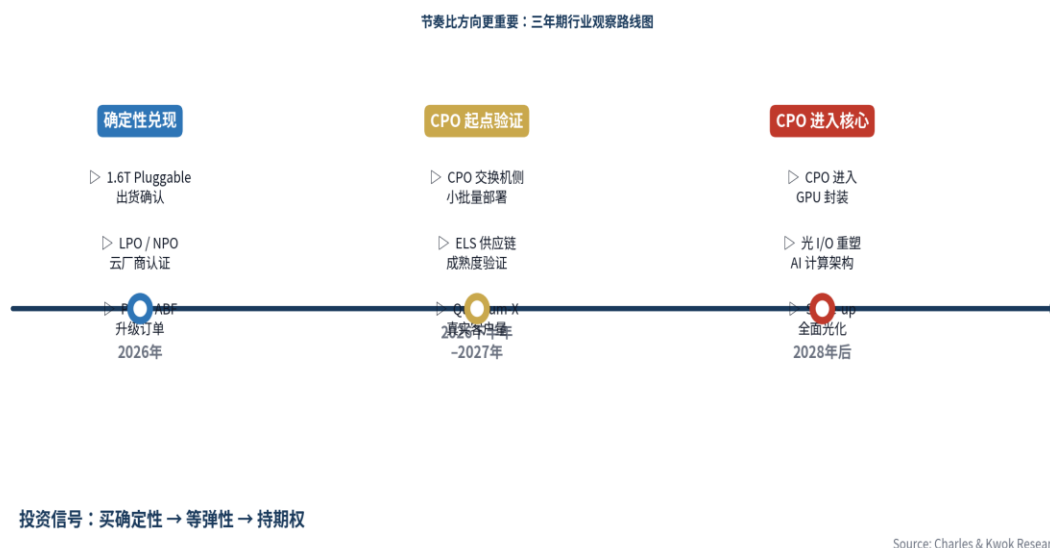 节奏比方向更重要：三年期行业观察路线图
确定性兑现
▷ 1.6T Pluggable
出货确认
▷ LPO / NPO
云厂商认证
▷ ABF
升级订单
2026年
CPO 起点验证
▷ CPO 交换机侧
小批量部署
▷ ELS 供应链
成熟度验证
▷
–2027年
CPO 进入核心
▷ CPO 进入
GPU 封装
▷ 光 I/O 重塑
AI 计算架构
▷
全面光化
2028年后
投资信号：买确定性 → 等弹性 → 持期权
Source: Charles & Kwok